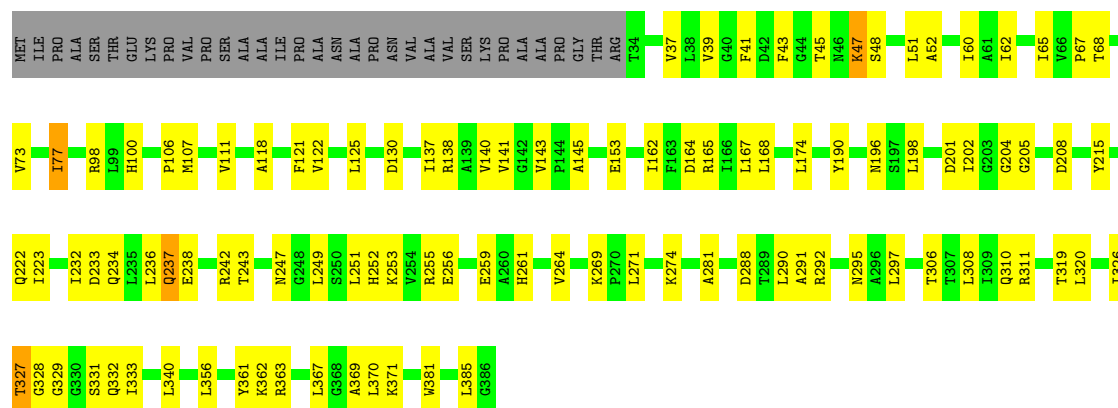 MET ILE PRO ALA SER THR GLU LYS PRO VAL PRO SER ALA ALA ILE PRO ALA ASN ALA PRO ASN VAL ALA VAL SER LYS PRO ALA ALA PRO GLY THR ARG T34 V37 L38 V39 G40 F41 D42 F43 G44 T45 N46 K47 S48 L51 A52 I60 A61 I62 I65 V66 P67 T68
V73 I77 R98 L99 H100 P106 M107 V111 A118 F121 V122 L125 D130 I137 R138 A139 V140 V141 G142 V143 P144 A145 E153 I162 F163 D164 R165 I166 L167 L168 L174 Y190 N196 S197 L198 D201 I202 G203 G204 G205 D208 Y215
Q222 I223 I232 D233 Q234 L235 L236 Q237 E238 R242 T243 N247 G248 L249 S250 L251 H252 K253 V254 R255 E256 E259 A260 H261 V264 K269 P270 L271 K274 A281 D288 T289 L290 A291 R292 N295 A296 L297 T306 T307 L308 I309 Q310 R311 T319 L320
T327 G328 G329 G330 S331 Q332 I333 L340 L356 Y361 K362 R363 L367 G368 A369 L370 K371 W381 L385 G386